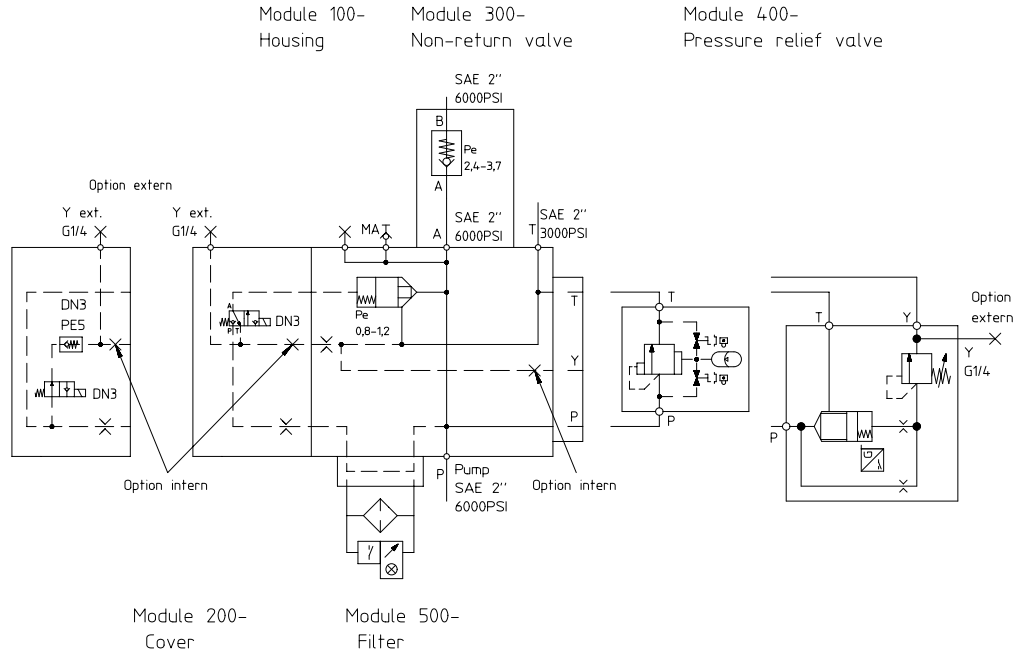 Module 100-
Housing
Module 300-
Non-return valve
Module 400-
Pressure relief valve
SAE 2''
6000PSI
B
Pe
2,4-3,7
A
Option extern
Y ext.
G1/4
Y ext.
G1/4
MA
T
A
SAE 2''
6000PSI
T
SAE 2''
3000PSI
DN3
PE5
DN3
A
P T
DN3
Pe
0,8-1,2
T
Y
P
T
P
T
Y
Option
extern
Y
G1/4
P
G
Option intern
P
Pump
SAE 2''
6000PSI
Option intern
Module 200-
Cover
Module 500-
Filter